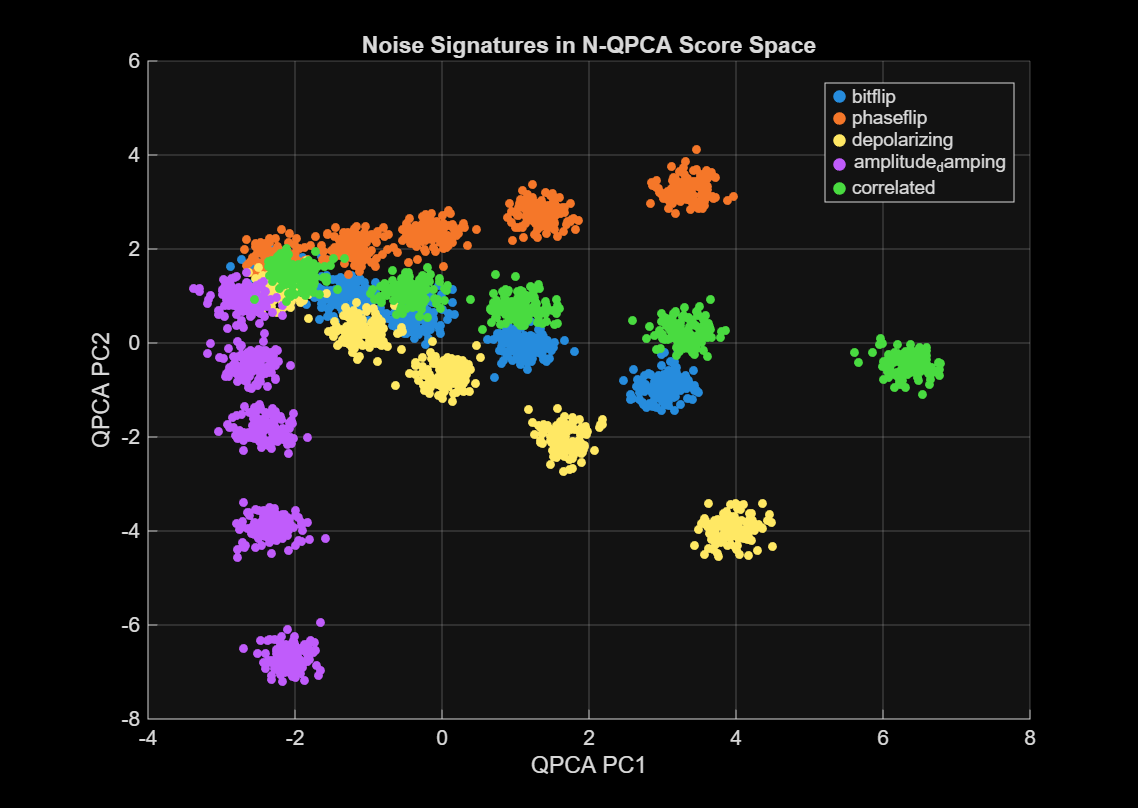 Noise Signatures in N-QPCA Score Space
6
4
2
0
-2
-4
-6
-8
QPCA PC2
bitflip
phaseflip
depolarizing
amplitude_damping
correlated
-4
-2
0
2
4
6
8
QPCA PC1